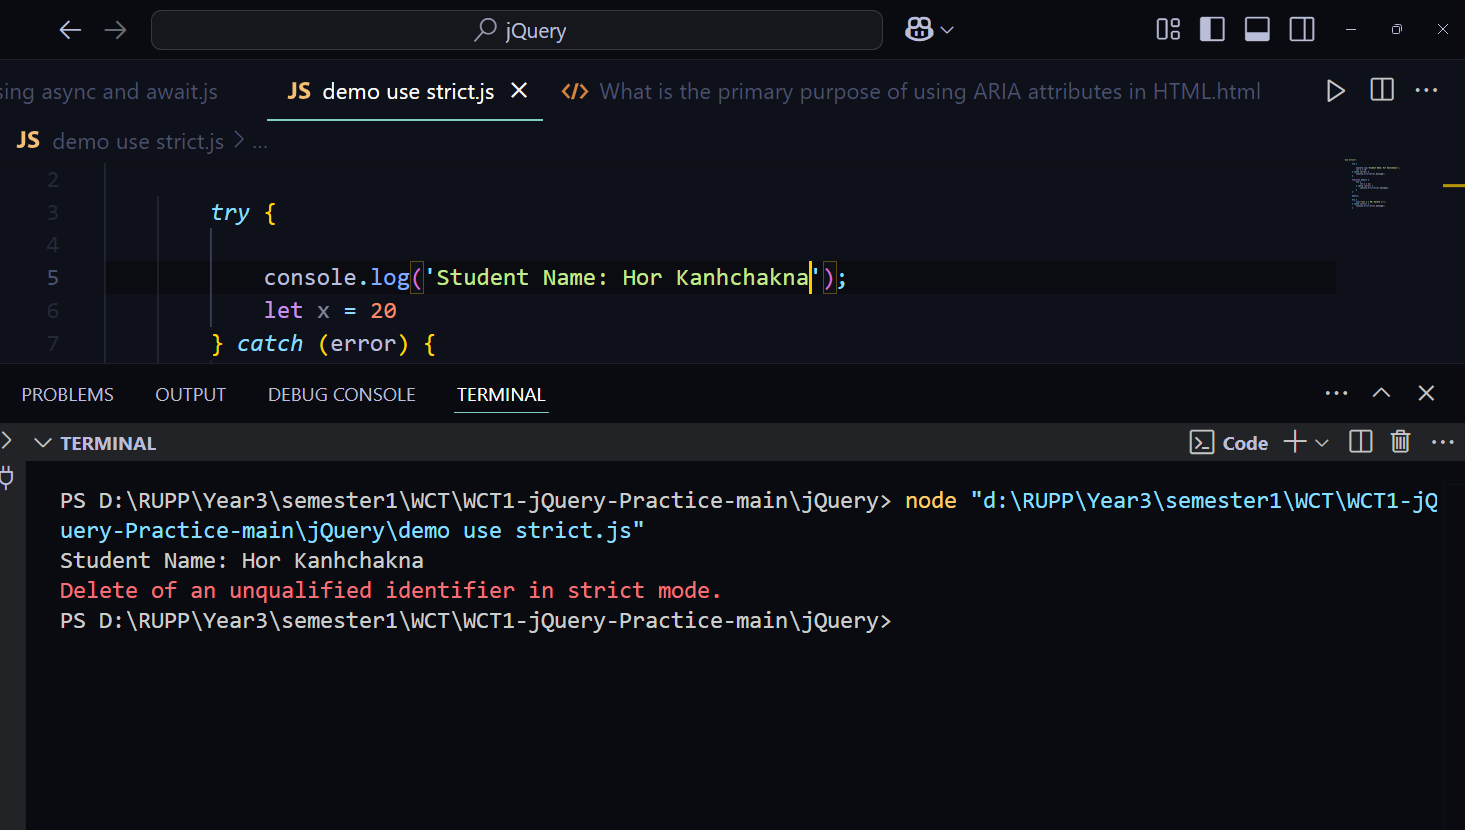 jQuery
sing async and await.js
JS demo use strict.js
What is the primary purpose of using ARIA attributes in HTML.html
JS demo use strict.js > ...
2
3 try {
4
5 console.log('Student Name: Hor Kanhchakna');
6 let x = 20
7 } catch (error) {
PROBLEMS OUTPUT DEBUG CONSOLE TERMINAL
TERMINAL
Code
PS D:\RUPP\Year3\semester1\WCT\WCT1-jQuery-Practice-main\jQuery> node "d:\RUPP\Year3\semester1\WCT\WCT1-jQ
uery-Practice-main\jQuery\demo use strict.js"
Student Name: Hor Kanhchakna
Delete of an unqualified identifier in strict mode.
PS D:\RUPP\Year3\semester1\WCT\WCT1-jQuery-Practice-main\jQuery>